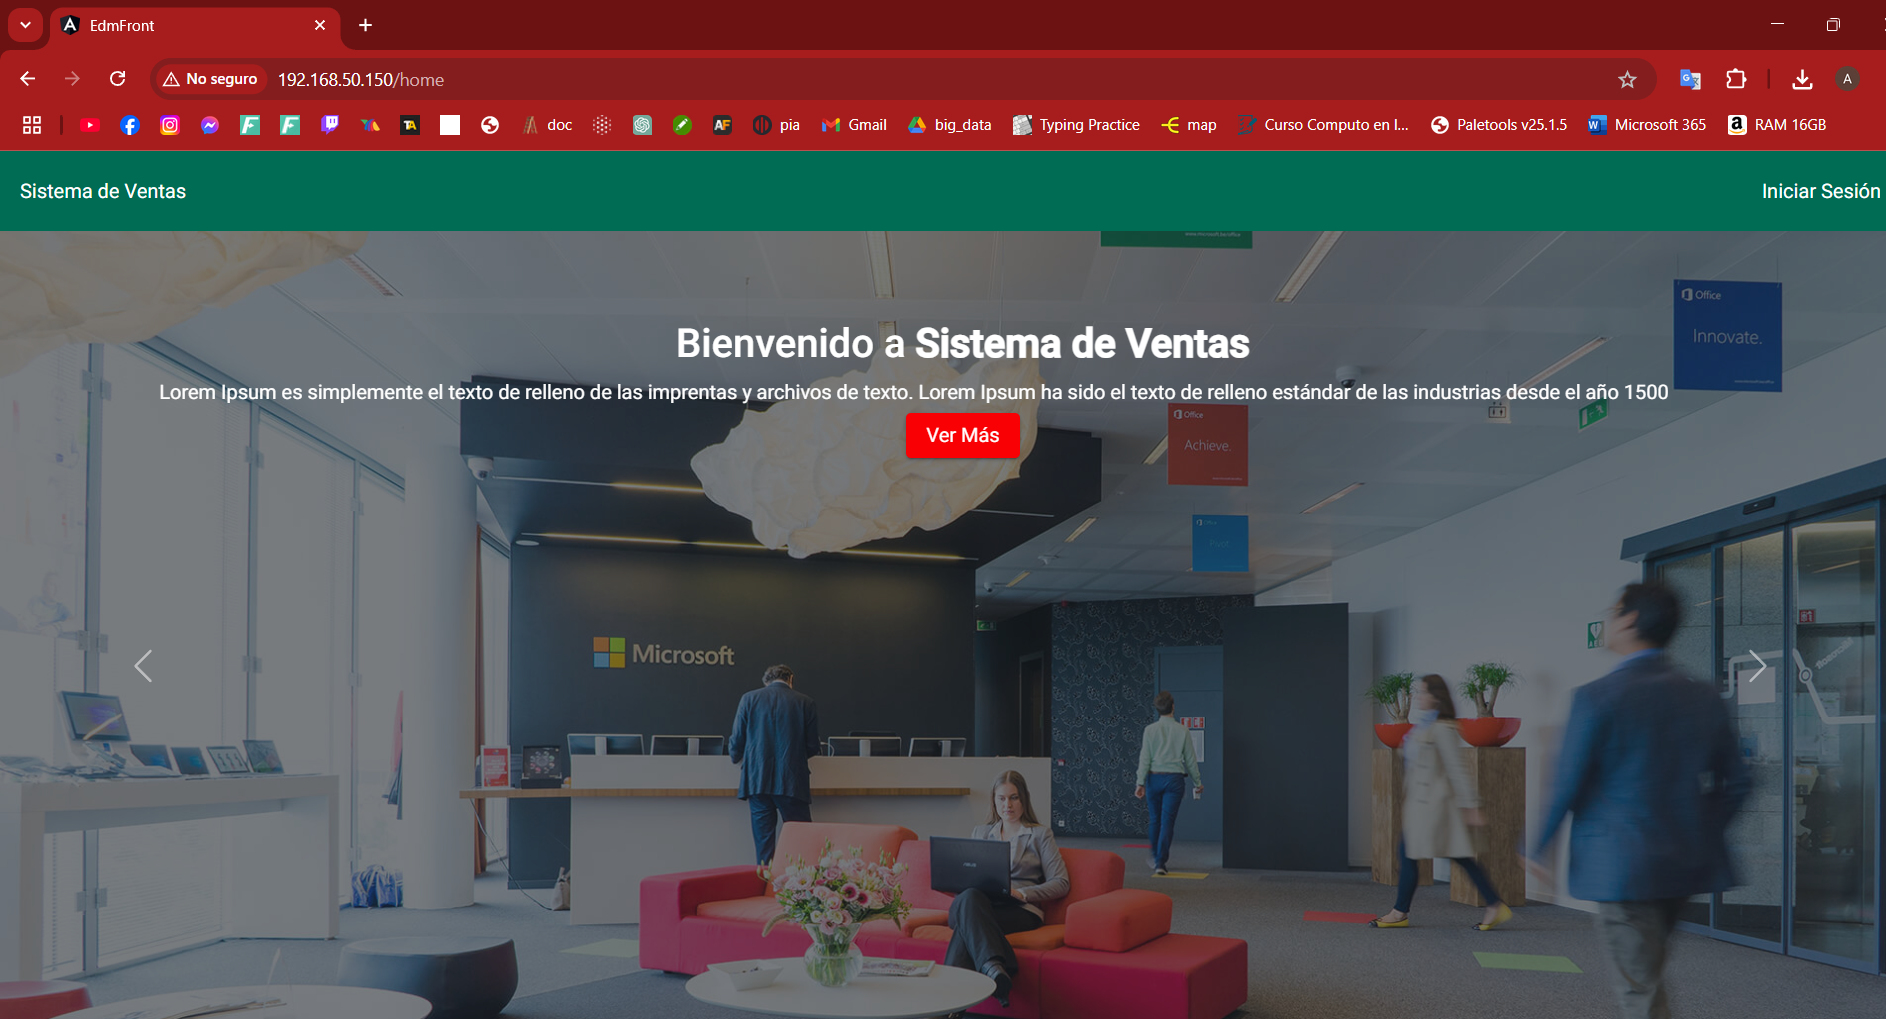 EdmFront
No seguro
192.168.50.150/home
A
doc
TA
AF
pia
Gmail
big_data
Typing Practice
map
Curso Computo en l...
Paletools v25.1.5
Microsoft 365
RAM 16GB
Sistema de Ventas
Iniciar Sesión
Office
Innovate.
Bienvenido a Sistema de Ventas
Lorem Ipsum es simplemente el texto de relleno de las imprentas y archivos de texto. Lorem Ipsum ha sido el texto de relleno estándar de las industrias desde el año 1500
Office
Achieve.
Ver Más
Microsoft